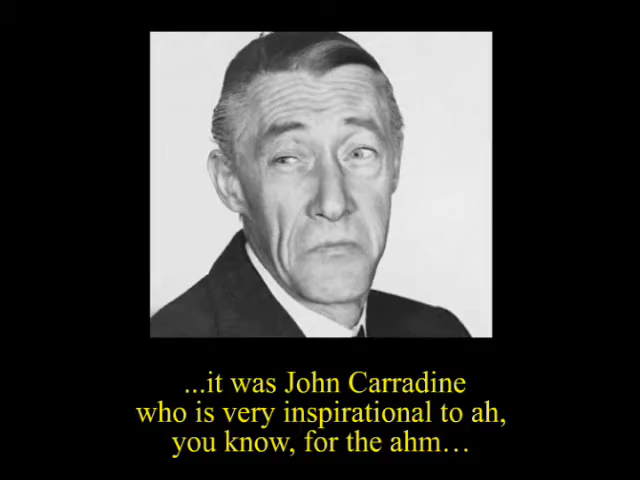 ...it was John Carradine
who is very inspirational to ah,
you know, for the ahm…